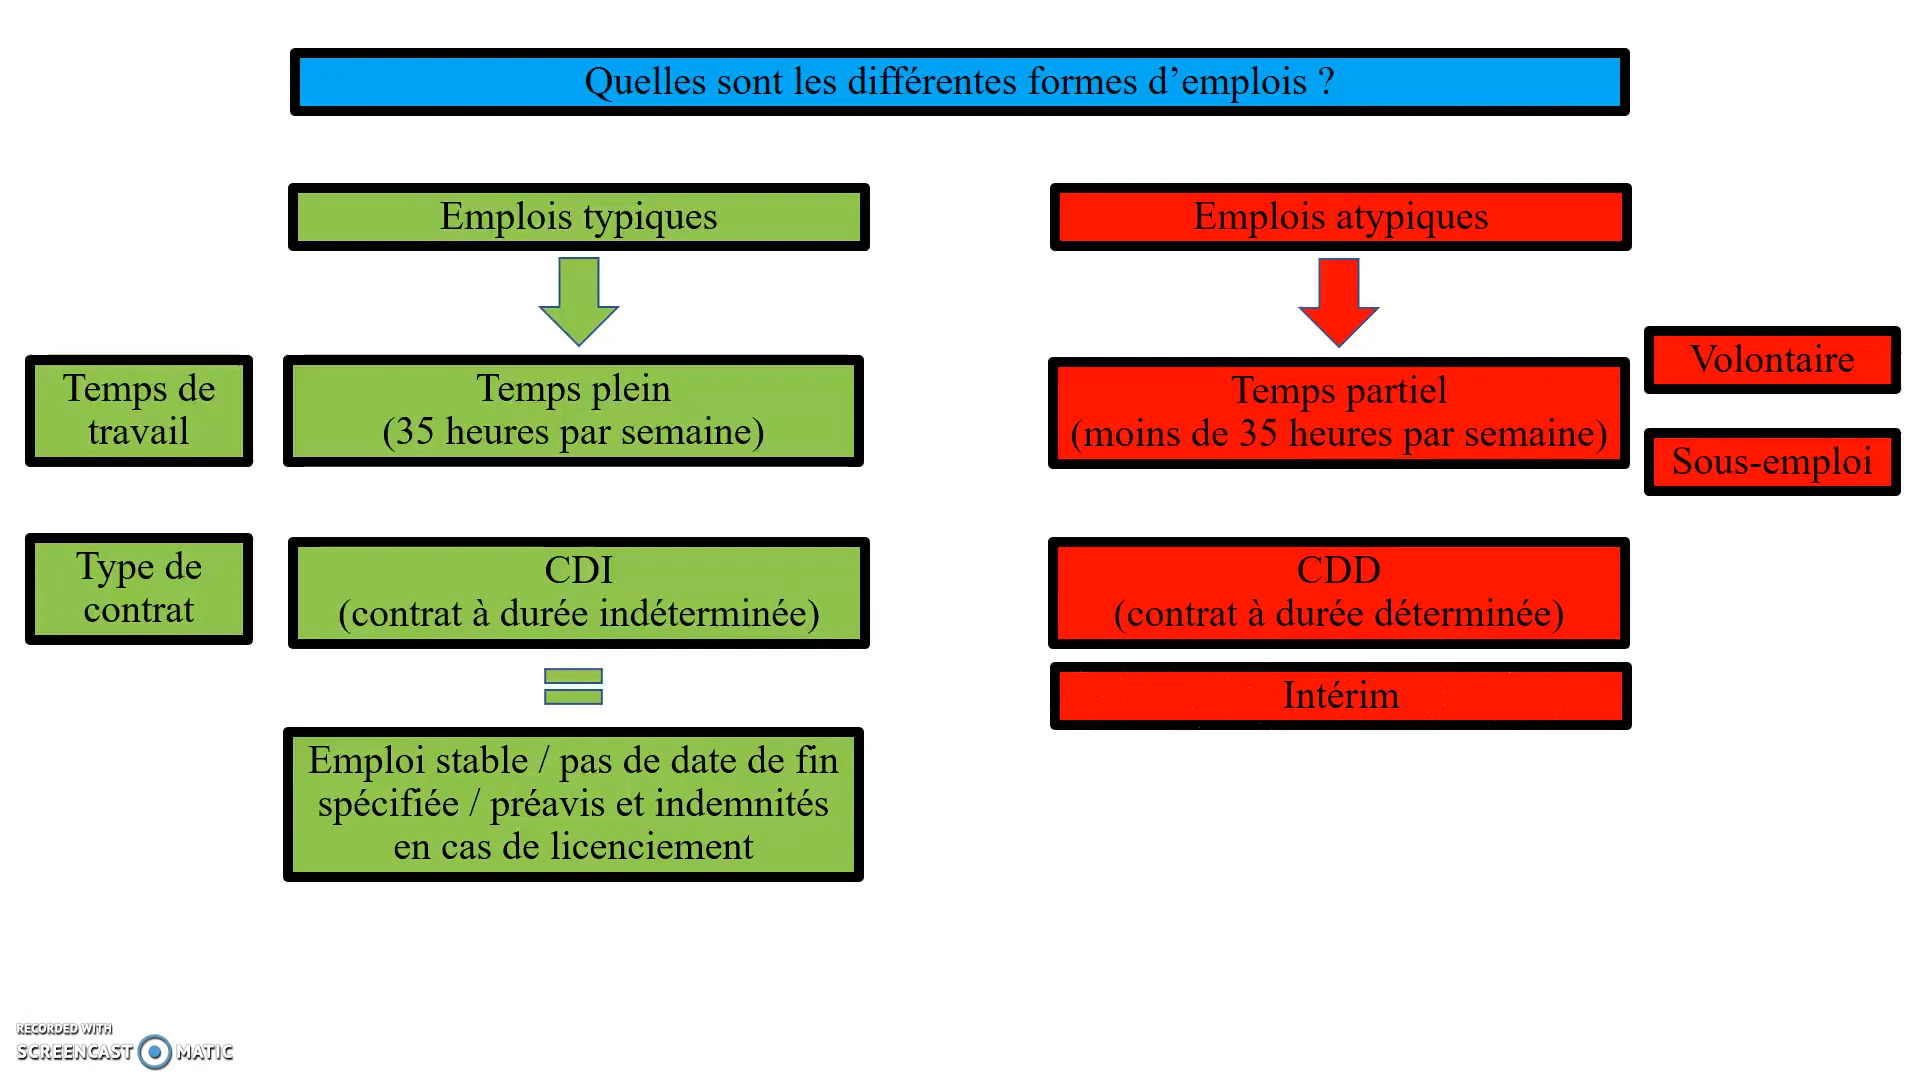 Quelles sont les différentes formes d’emplois ?
Emplois typiques
Emplois atypiques
Temps de
travail
Temps plein
(35 heures par semaine)
Temps partiel
(moins de 35 heures par semaine)
Volontaire
Sous-emploi
Type de
contrat
CDI
(contrat à durée indéterminée)
CDD
(contrat à durée déterminée)
Intérim
Emploi stable / pas de date de fin
spécifiée / préavis et indemnités
en cas de licenciement
RECORDED WITH
SCREENCAST MATIC